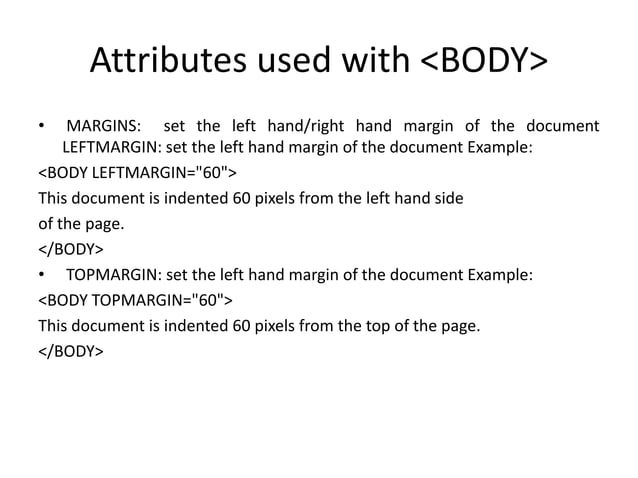 Attributes used with <BODY>
• MARGINS: set the left hand/right hand margin of the document
LEFTMARGIN: set the left hand margin of the document Example:
<BODY LEFTMARGIN="60">
This document is indented 60 pixels from the left hand side
of the page.
</BODY>
• TOPMARGIN: set the left hand margin of the document Example:
<BODY TOPMARGIN="60">
This document is indented 60 pixels from the top of the page.
</BODY>